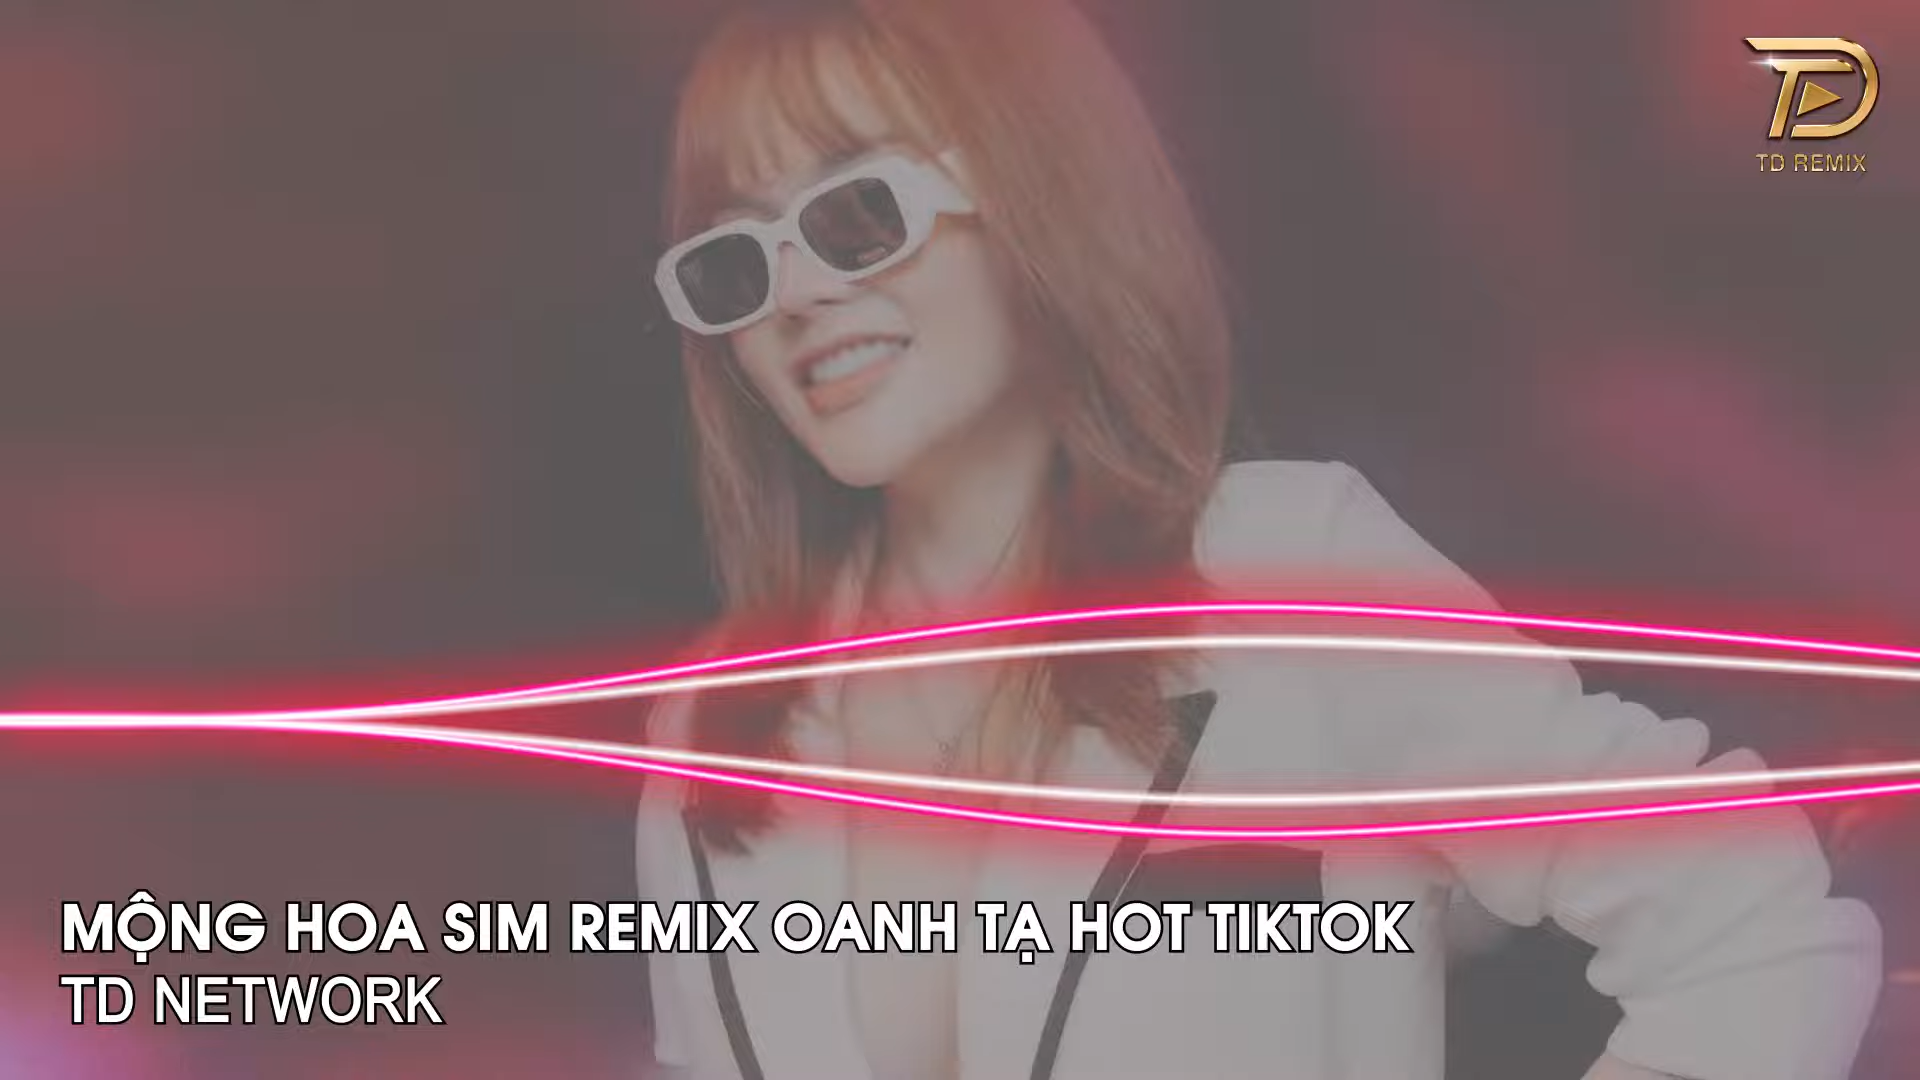 TD REMIX
MỘNG HOA SIM REMIX OANH TẠ HOT TIKTOK
TD NETWORK